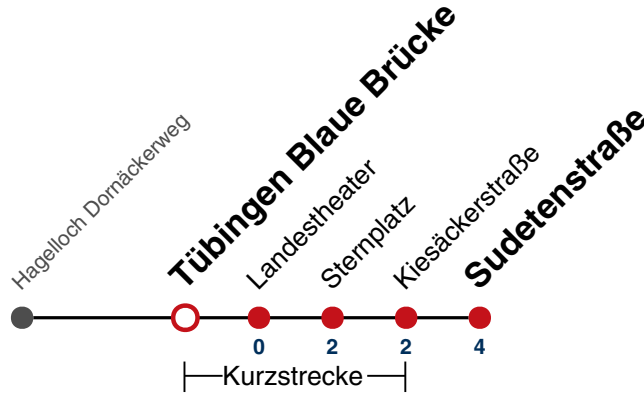 Hagelloch Dornäckerweg
Tübingen Blaue Brücke
Landestheater
Sternplatz
Kiesäckerstraße
Sudetenstraße
0 2 2 4
Kurzstrecke